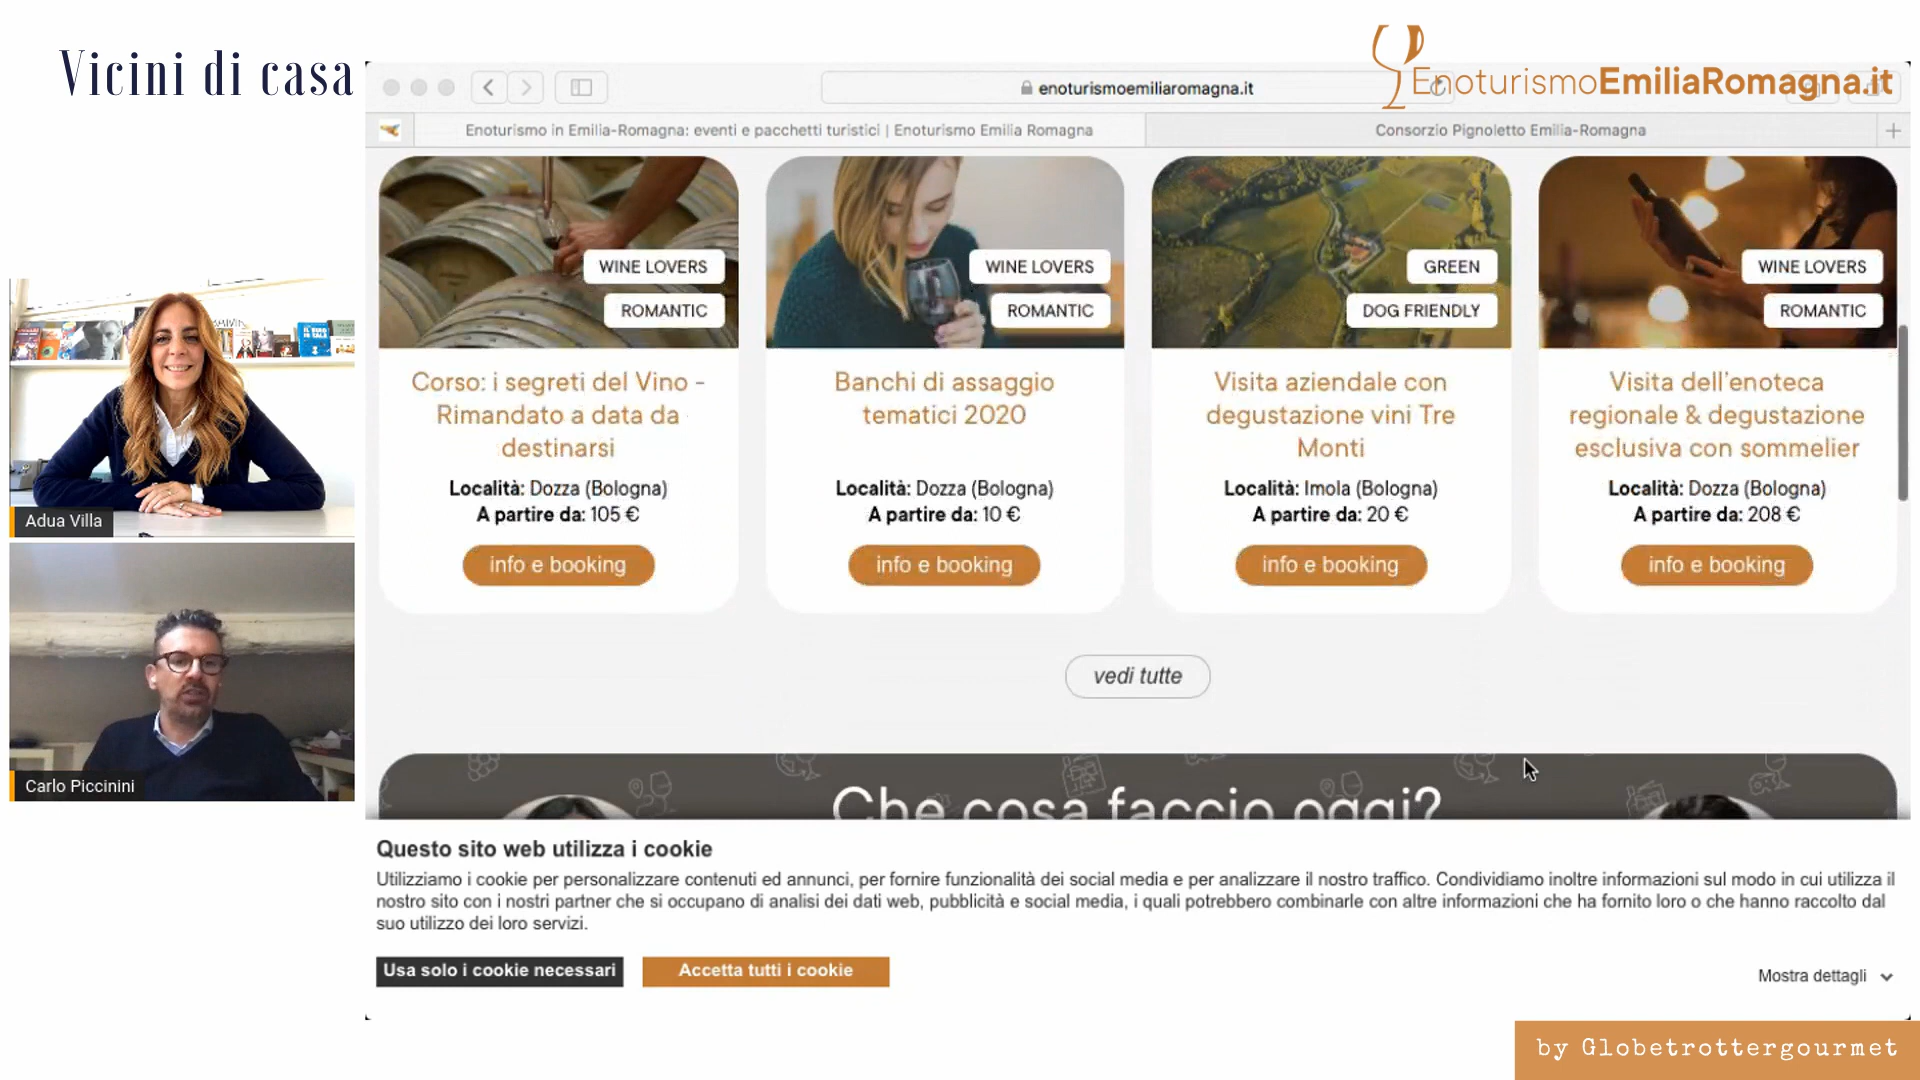 Vicini di casa
EnoturismoEmiliaRomagna.it
enoturismoemiliaromagna.it
Enoturismo in Emilia-Romagna: eventi e pacchetti turistici | Enoturismo Emilia Romagna
Consorzio Pignoletto Emilia-Romagna
WINE LOVERS
ROMANTIC
Corso: i segreti del Vino -
Rimandato a data da
destinarsi
Località: Dozza (Bologna)
A partire da: 105 €
info e booking
WINE LOVERS
ROMANTIC
Banchi di assaggio
tematici 2020
Località: Dozza (Bologna)
A partire da: 10 €
info e booking
GREEN
DOG FRIENDLY
Visita aziendale con
degustazione vini Tre
Monti
Località: Imola (Bologna)
A partire da: 20 €
info e booking
WINE LOVERS
ROMANTIC
Visita dell'enoteca
regionale & degustazione
esclusiva con sommelier
Località: Dozza (Bologna)
A partire da: 208 €
info e booking
Adua Villa
Carlo Piccinini
vedi tutte
Che cosa faccio oggi?
Questo sito web utilizza i cookie
Utilizziamo i cookie per personalizzare contenuti ed annunci, per fornire funzionalità dei social media e per analizzare il nostro traffico. Condividiamo inoltre informazioni sul modo in cui utilizza il
nostro sito con i nostri partner che si occupano di analisi dei dati web, pubblicità e social media, i quali potrebbero combinarle con altre informazioni che ha fornito loro o che hanno raccolto dal
suo utilizzo dei loro servizi.
Usa solo i cookie necessari
Accetta tutti i cookie
Mostra dettagli
by Globetrottergourmet